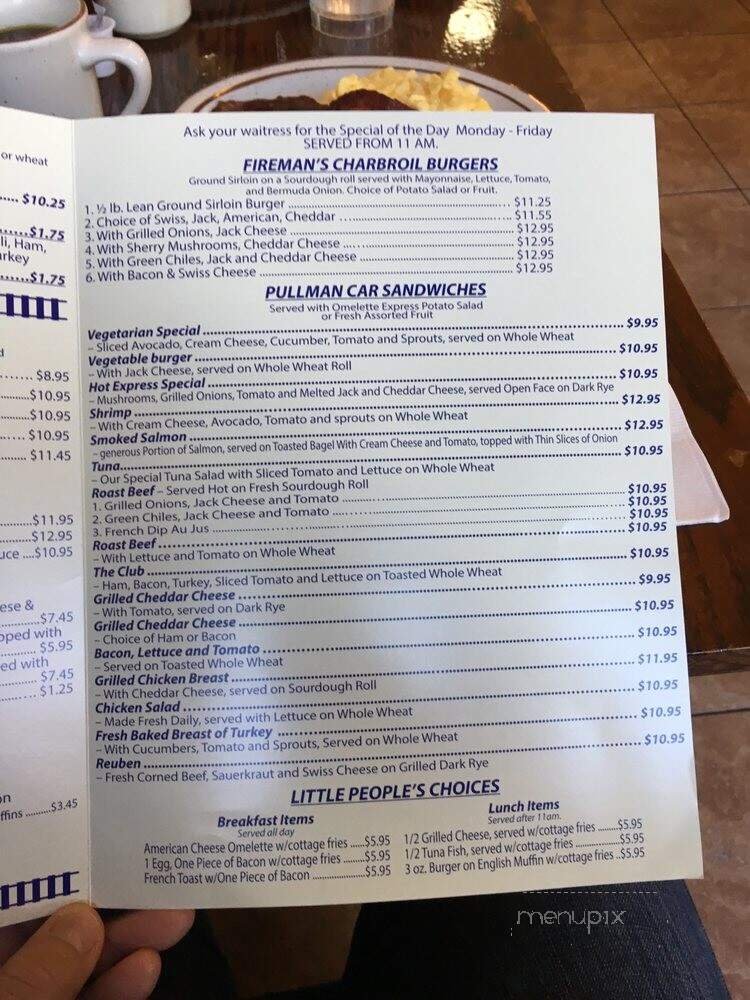 or wheat
..... $10.25
......$1.75
li, Ham,
urkey
......$1.75
....... $8.95
.........$10.95
.........$10.95
..... $10.95
......... $11.45
.........$11.95
.........$12.95
uce ....$10.95
ese &
.........$7.45
pped with
......... $5.95
ed with
......... $7.45
......... $1.25
on
ffins .........$3.45
Ask your waitress for the Special of the Day Monday - Friday
SERVED FROM 11 AM.
FIREMAN'S CHARBROIL BURGERS
Ground Sirloin on a Sourdough roll served with Mayonnaise, Lettuce, Tomato,
and Bermuda Onion. Choice of Potato Salad or Fruit.
1. ½ lb. Lean Ground Sirloin Burger ......... $11.25
2. Choice of Swiss, Jack, American, Cheddar ......... $11.55
3. With Grilled Onions, Jack Cheese ......... $12.95
4. With Sherry Mushrooms, Cheddar Cheese ......... $12.95
5. With Green Chiles, Jack and Cheddar Cheese ......... $12.95
6. With Bacon & Swiss Cheese ......... $12.95
PULLMAN CAR SANDWICHES
Served with Omelette Express Potato Salad
or Fresh Assorted Fruit
Vegetarian Special ......... $9.95
– Sliced Avocado, Cream Cheese, Cucumber, Tomato and Sprouts, served on Whole Wheat
Vegetable burger ......... $10.95
– With Jack Cheese, served on Whole Wheat Roll
Hot Express Special ......... $10.95
– Mushrooms, Grilled Onions, Tomato and Melted Jack and Cheddar Cheese, served Open Face on Dark Rye
Shrimp ......... $12.95
– With Cream Cheese, Avocado, Tomato and sprouts on Whole Wheat
Smoked Salmon ......... $12.95
– generous Portion of Salmon, served on Toasted Bagel With Cream Cheese and Tomato, topped with Thin Slices of Onion
Tuna......... $10.95
– Our Special Tuna Salad with Sliced Tomato and Lettuce on Whole Wheat
Roast Beef – Served Hot on Fresh Sourdough Roll
1. Grilled Onions, Jack Cheese and Tomato ......... $10.95
2. Green Chiles, Jack Cheese and Tomato ......... $10.95
3. French Dip Au Jus ......... $10.95
Roast Beef ......... $10.95
– With Lettuce and Tomato on Whole Wheat
The Club ......... $10.95
– Ham, Bacon, Turkey, Sliced Tomato and Lettuce on Toasted Whole Wheat
Grilled Cheddar Cheese ......... $9.95
– With Tomato, served on Dark Rye
Grilled Cheddar Cheese ......... $10.95
– Choice of Ham or Bacon
Bacon, Lettuce and Tomato ......... $10.95
– Served on Toasted Whole Wheat
Grilled Chicken Breast ......... $11.95
– With Cheddar Cheese, served on Sourdough Roll
Chicken Salad ......... $10.95
– Made Fresh Daily, served with Lettuce on Whole Wheat
Fresh Baked Breast of Turkey ......... $10.95
– With Cucumbers, Tomato and Sprouts, Served on Whole Wheat
Reuben ......... $10.95
– Fresh Corned Beef, Sauerkraut and Swiss Cheese on Grilled Dark Rye
LITTLE PEOPLE'S CHOICES
Breakfast Items
Served all day
American Cheese Omelette w/cottage fries .....$5.95
1 Egg, One Piece of Bacon w/cottage fries .......$5.95
French Toast w/One Piece of Bacon .........$5.95
Lunch Items
Served after 11am.
1/2 Grilled Cheese, served w/cottage fries .......$5.95
1/2 Tuna Fish, served w/cottage fries .........$5.95
3 oz. Burger on English Muffin w/cottage fries ..$5.95
menupix